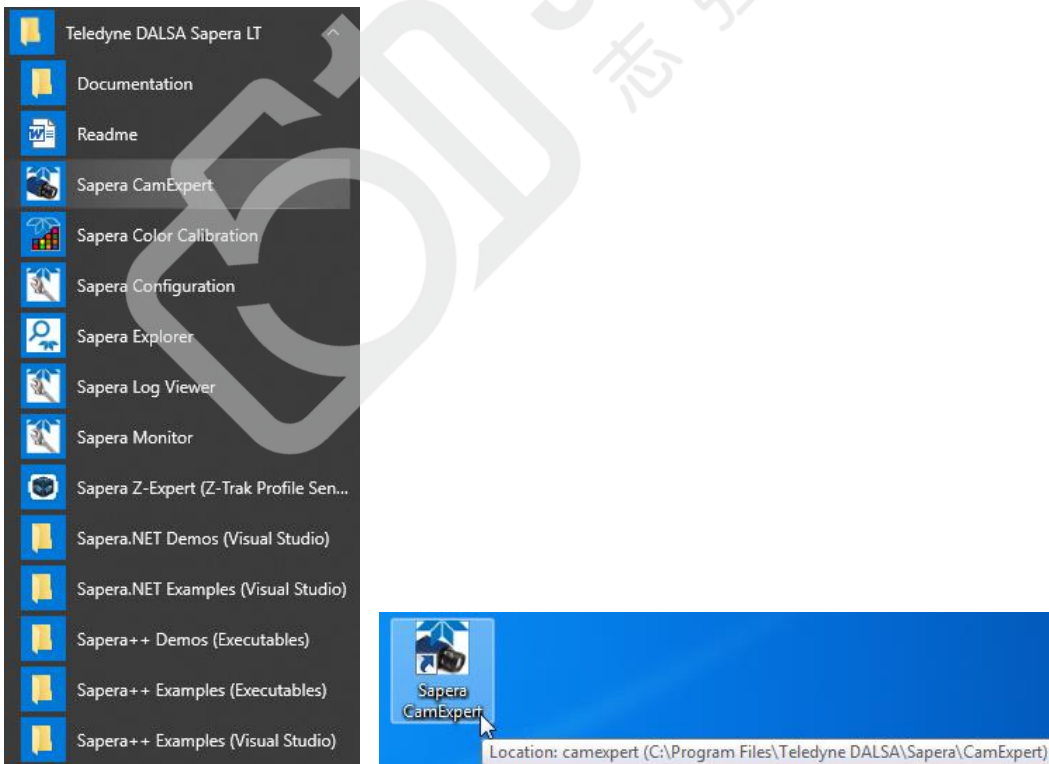 Teledyne DALSA Sapera LT
Documentation
Readme
Sapera CamExpert
Sapera Color Calibration
Sapera Configuration
Sapera Explorer
Sapera Log Viewer
Sapera Monitor
Sapera Z-Expert (Z-Trak Profile Sen...
Sapera.NET Demos (Visual Studio)
Sapera.NET Examples (Visual Studio)
Sapera++ Demos (Executables)
Sapera++ Examples (Executables)
Sapera++ Examples (Visual Studio)
Sapera
CamExpert
Location: camexpert (C:\Program Files\Teledyne DALSA\Sapera\CamExpert)
志